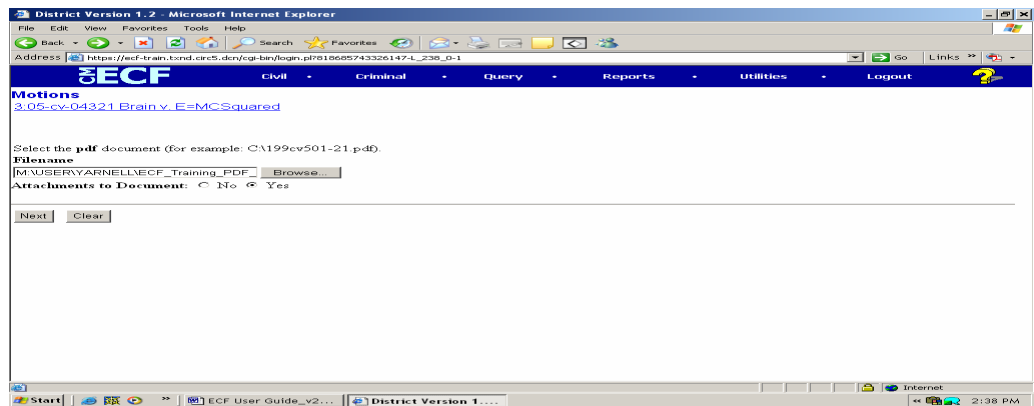 District Version 1.2 - Microsoft Internet Explorer
File Edit View Favorites Tools Help
Back Search Favorites
Address https://ecf-train.txnd.circ5.dcn/cgi-bin/login.pl?818685743326147-L_238_0-1 Go Links »
CM ECF Civil • Criminal • Query • Reports • Utilities • Logout ?
Motions
3:05-cv-04321 Brain v. E=MCSquared
Select the pdf document (for example: C:\199cv501-21.pdf).
Filename
M:\USER\YARNELL\ECF_Training_PDF_ Browse...
Attachments to Document: No Yes
Next Clear
Internet
Start » ECF User Guide_v2... District Version 1.... « 2:38 PM